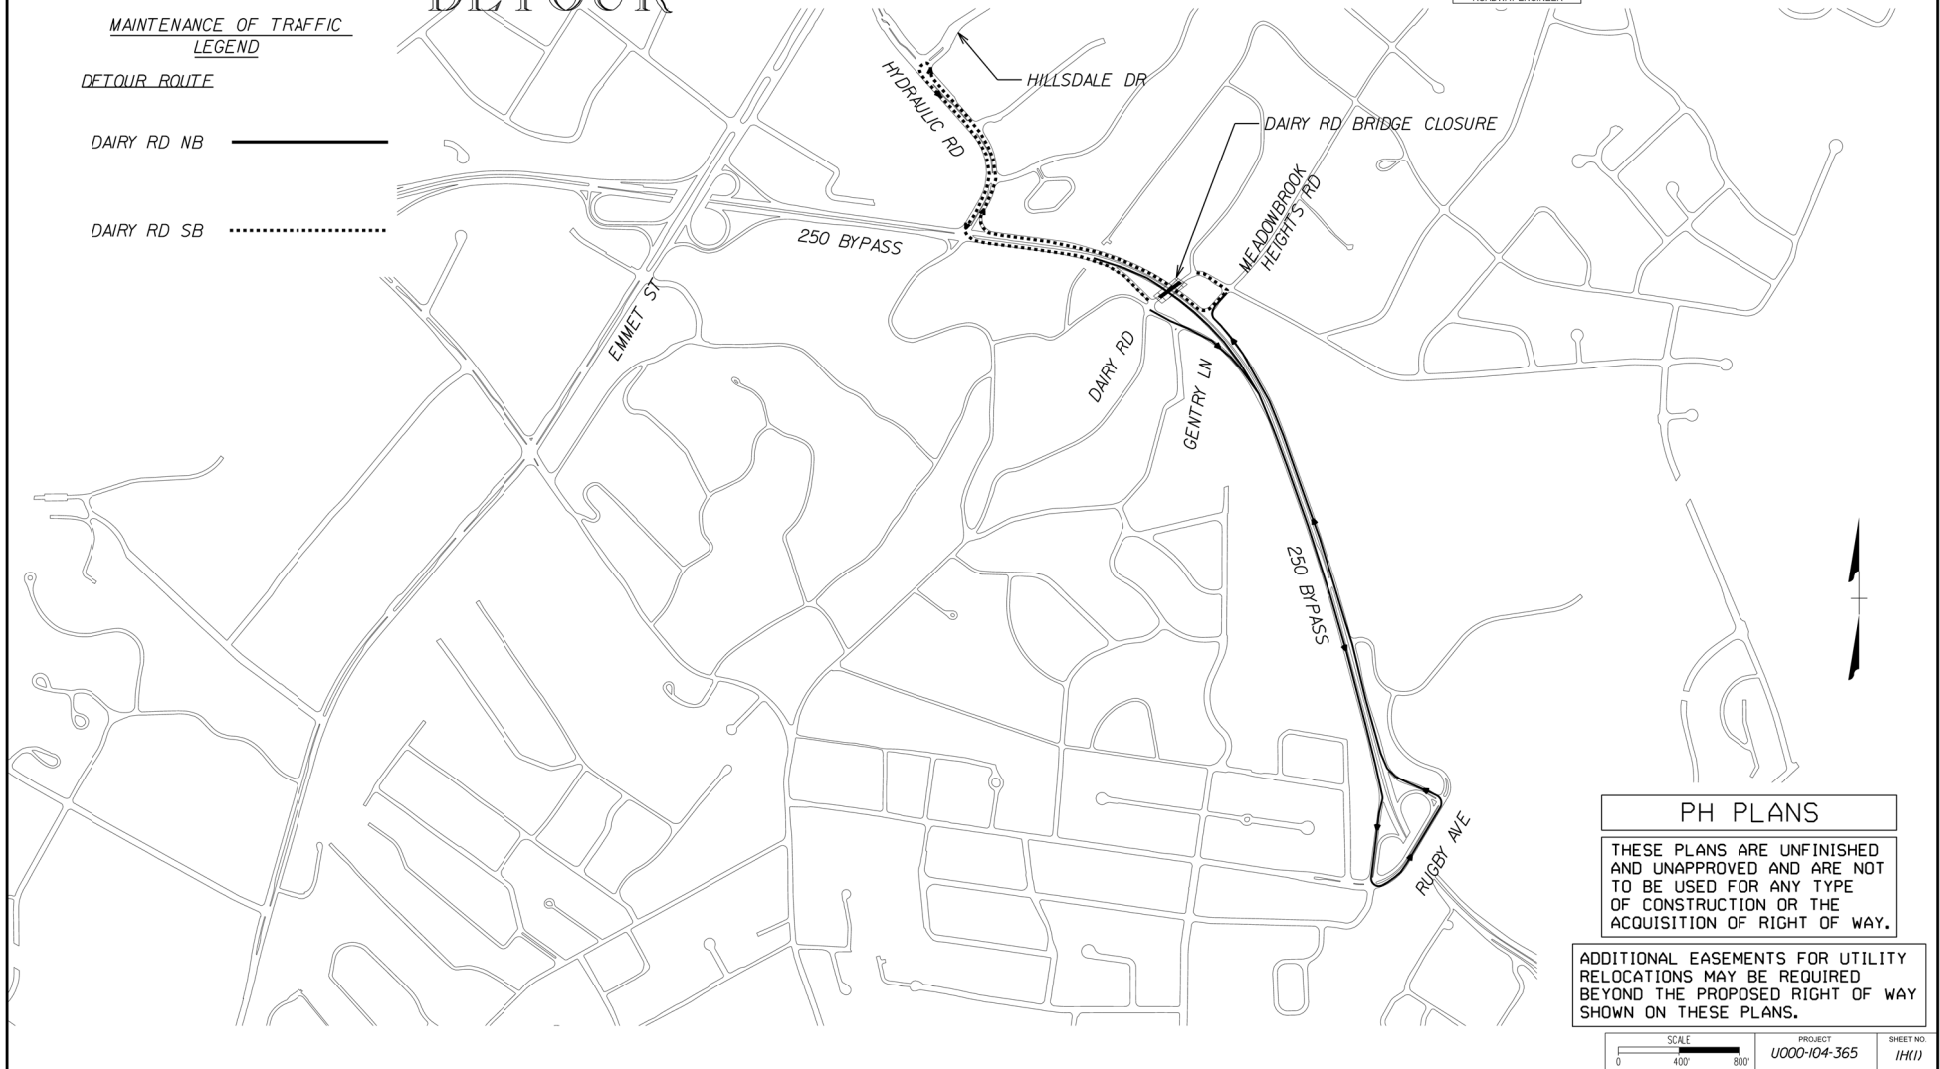 DETOUR
MAINTENANCE OF TRAFFIC
LEGEND
DETOUR ROUTE
DAIRY RD NB
DAIRY RD SB
HYDRAULIC RD
HILLSDALE DR
DAIRY RD BRIDGE CLOSURE
MEADOWBROOK
HEIGHTS RD
250 BYPASS
EMMET ST
DAIRY RD
GENTRY LN
250 BYPASS
RUGBY AVE
PH PLANS
THESE PLANS ARE UNFINISHED
AND UNAPPROVED AND ARE NOT
TO BE USED FOR ANY TYPE
OF CONSTRUCTION OR THE
ACQUISITION OF RIGHT OF WAY.
ADDITIONAL EASEMENTS FOR UTILITY
RELOCATIONS MAY BE REQUIRED
BEYOND THE PROPOSED RIGHT OF WAY
SHOWN ON THESE PLANS.
SCALE
0 400' 800'
PROJECT
U000-104-365
SHEET NO.
1H(1)